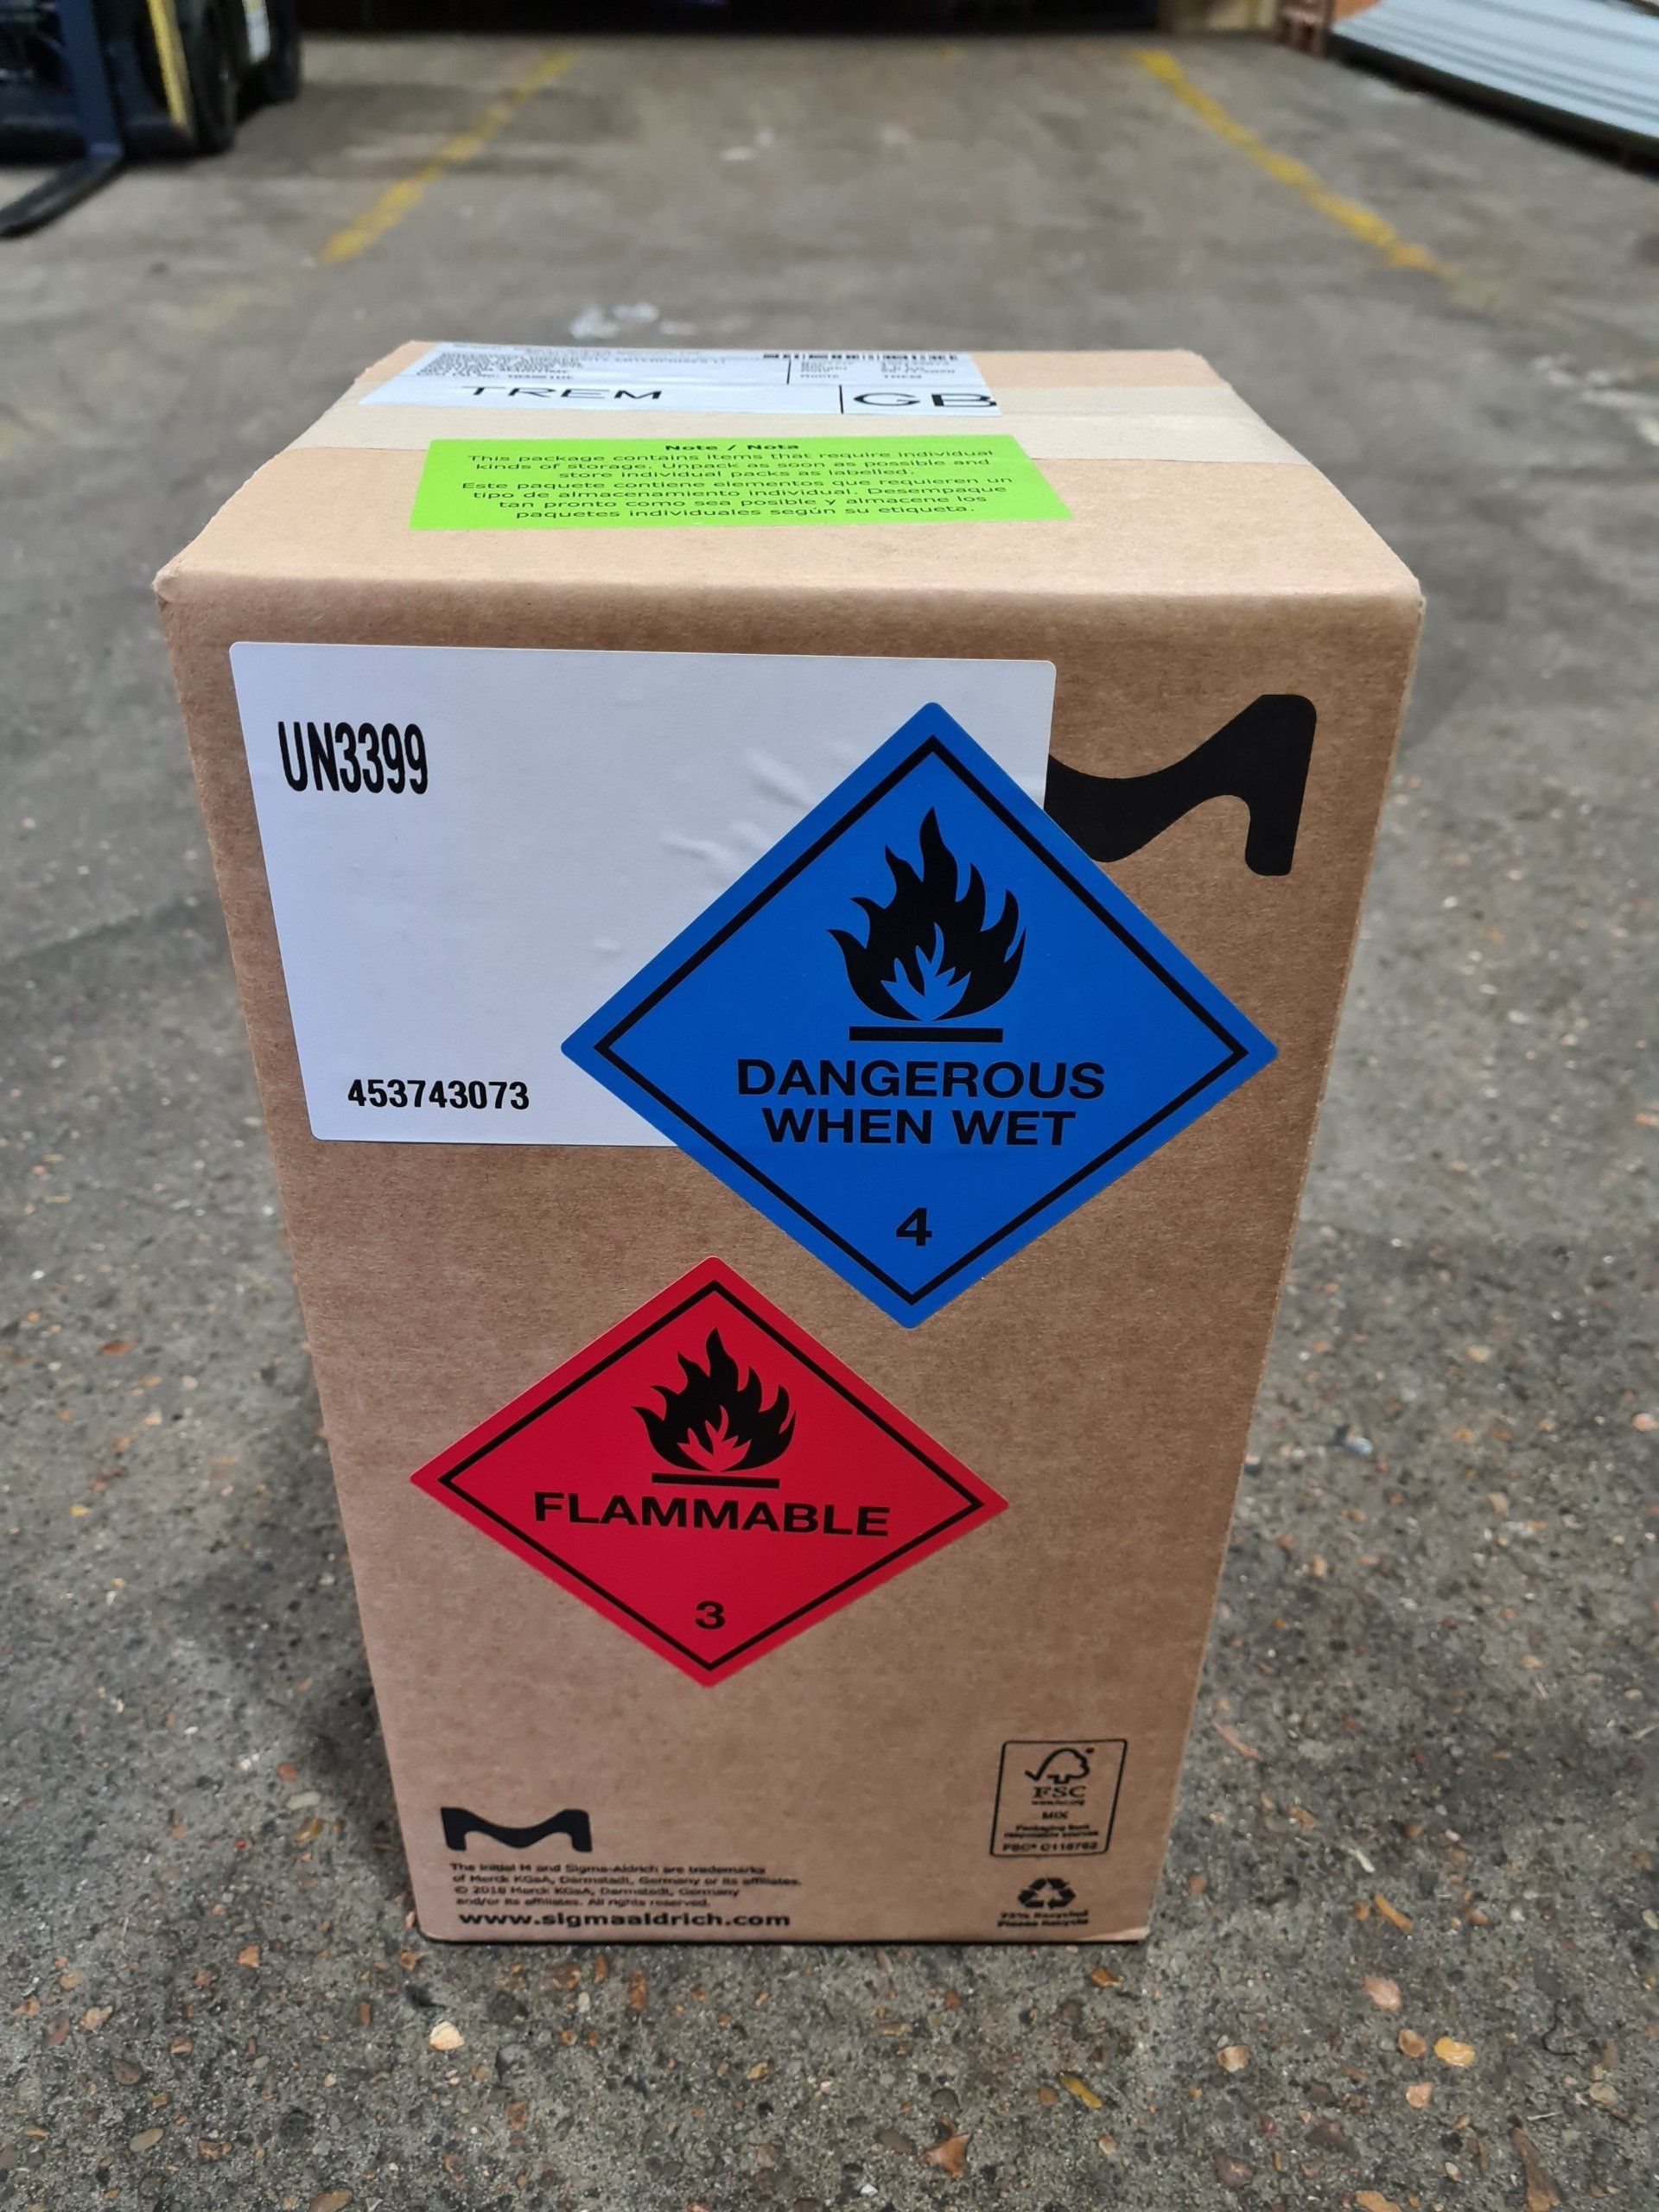 TREM
GB
Note / Nota
This package contains items that require individual
kinds of storage. Unpack as soon as possible and
store individual packs as labelled.
Este paquete contiene elementos que requieren un
tipo de almacenamiento individual. Desempaque
tan pronto como sea posible y almacene los
paquetes individuales según su etiqueta.
UN3399
453743073
DANGEROUS
WHEN WET
4
FLAMMABLE
3
FSC
MIX
The initial M and Sigma-Aldrich are trademarks
of Merck KGaA, Darmstadt, Germany or its affiliates.
© 2018 Merck KGaA, Darmstadt, Germany
and/or its affiliates. All rights reserved.
www.sigmaaldrich.com
Please Recycle